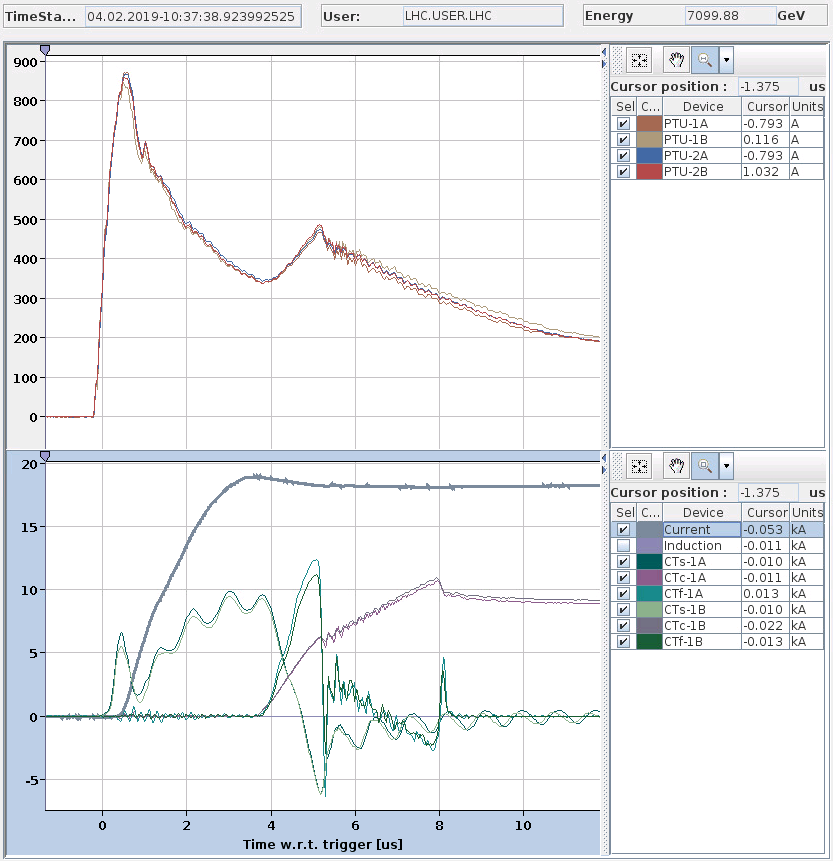 TimeSta... 04.02.2019-10:37:38.923992525 User: LHC.USER.LHC Energy 7099.88 GeV
900
800
700
600
500
400
300
200
100
0
Cursor position : -1.375 us
Sel C... Device Cursor Units
PTU-1A -0.793 A
PTU-1B 0.116 A
PTU-2A -0.793 A
PTU-2B 1.032 A
20
15
10
5
0
-5
0 2 4 6 8 10
Time w.r.t. trigger [us]
Cursor position : -1.375 us
Sel C... Device Cursor Units
Current -0.053 kA
Induction -0.011 kA
CTs-1A -0.010 kA
CTc-1A -0.011 kA
CTf-1A 0.013 kA
CTs-1B -0.010 kA
CTc-1B -0.022 kA
CTf-1B -0.013 kA